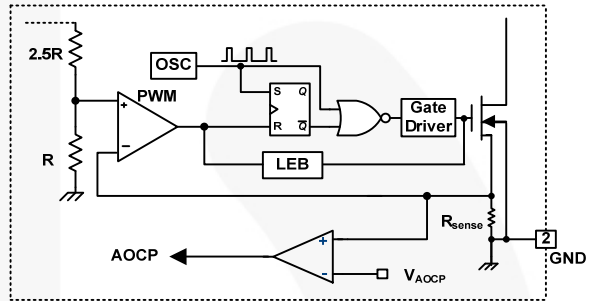 2.5R
OSC
PWM
+
−
S Q
R Q̅
Gate
Driver
R
LEB
Rsense
2
GND
+
AOCP
-
VAOCP